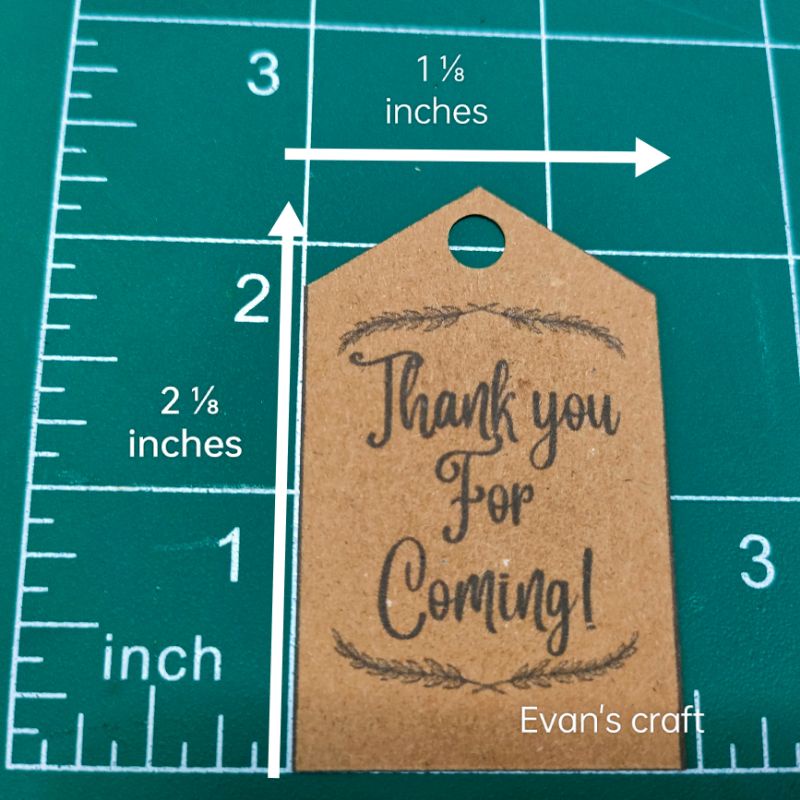 3
1 ⅛
inches
2
2 ⅛
inches
Thank you
For
Coming!
1
3
inch
Evan's craft